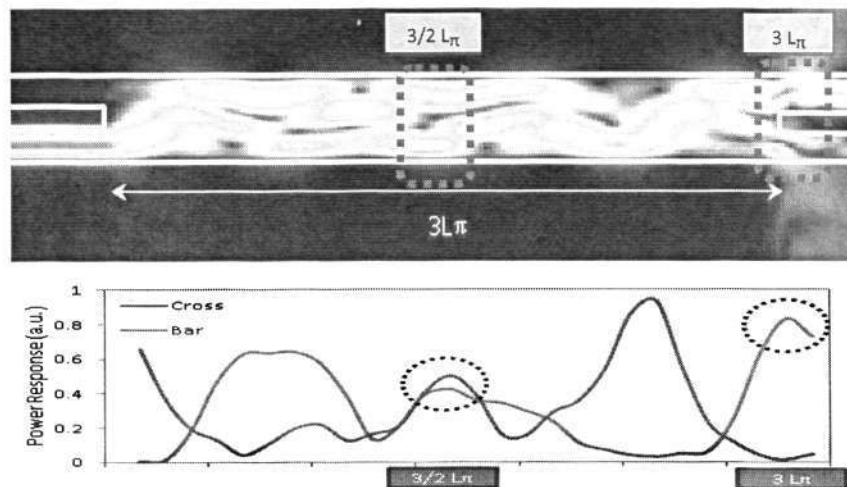 3/2 Lπ
3 Lπ
3Lπ
Power Response (a.u.)
1
0.8
0.6
0.4
0.2
0
Cross
Bar
3/2 Lπ
3 Lπ